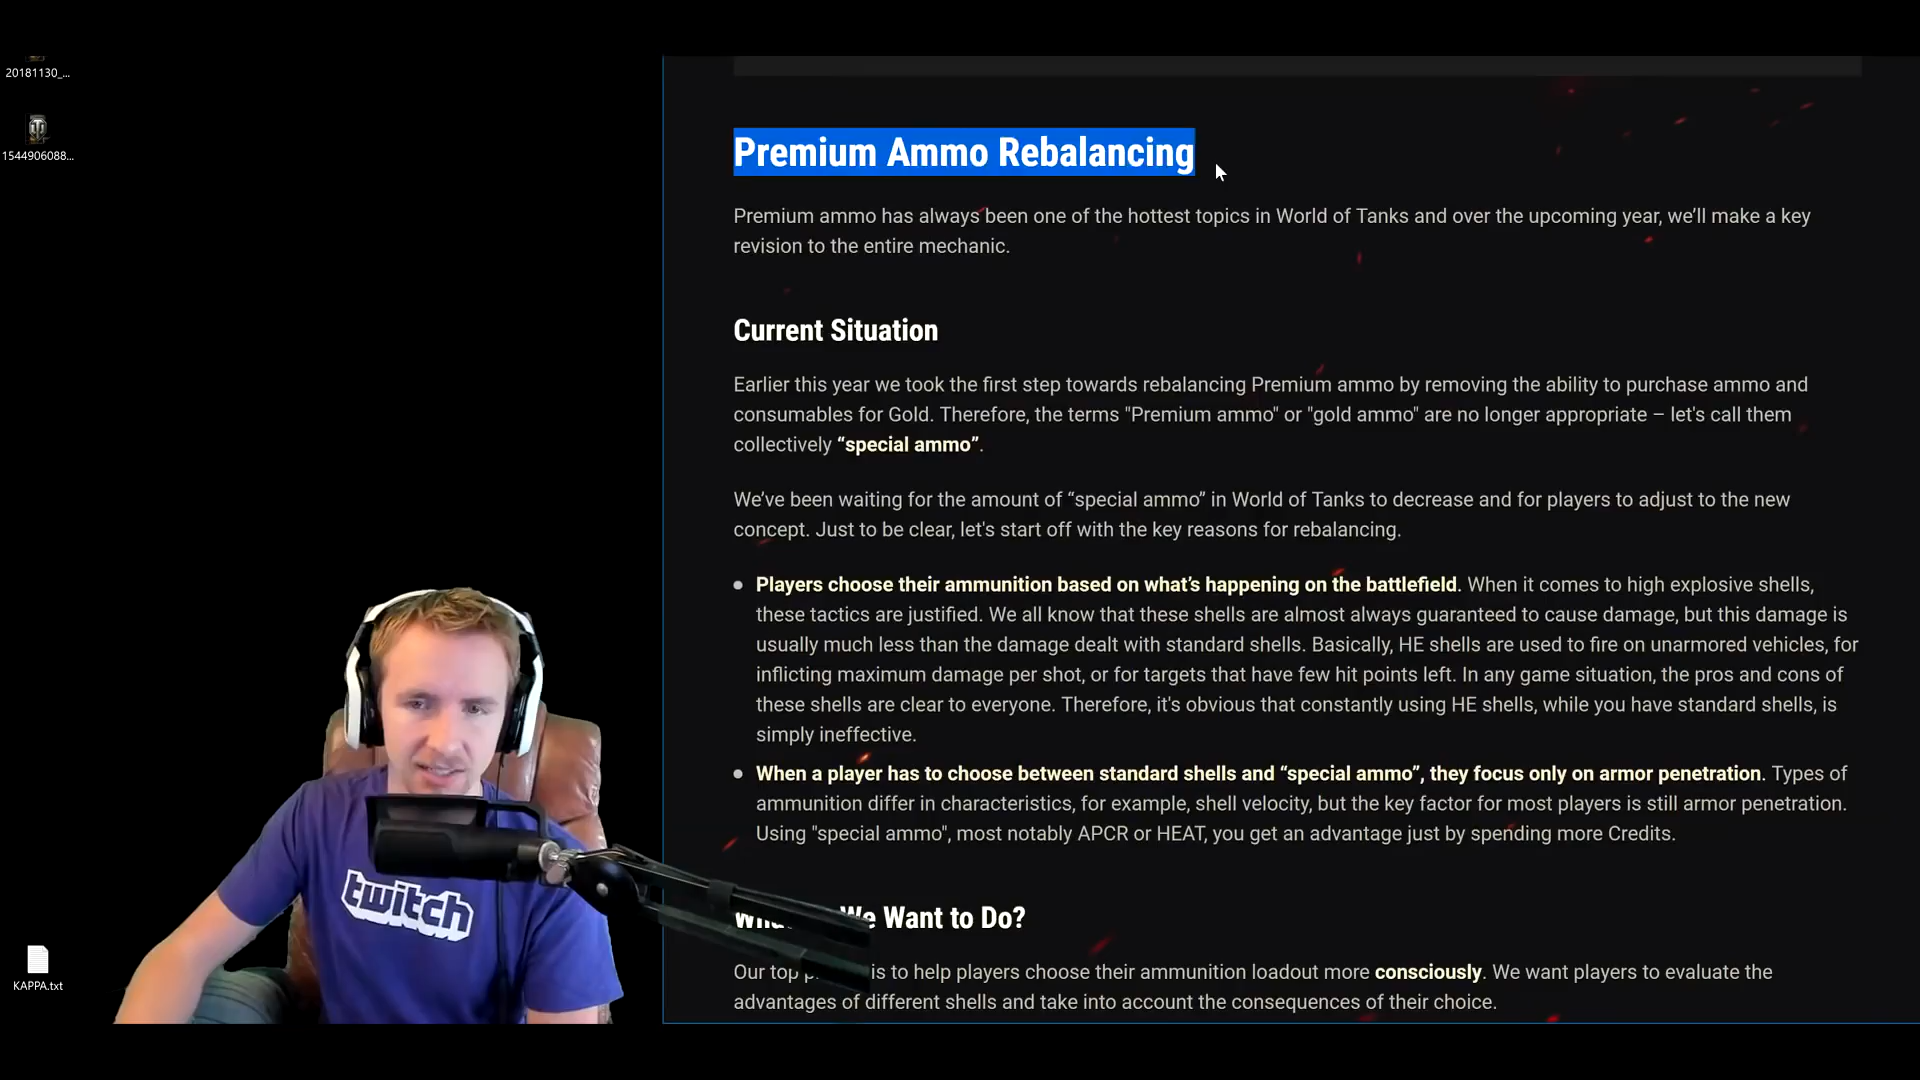 20181130_...
1544906088...
Premium Ammo Rebalancing
Premium ammo has always been one of the hottest topics in World of Tanks and over the upcoming year, we’ll make a key
revision to the entire mechanic.
Current Situation
Earlier this year we took the first step towards rebalancing Premium ammo by removing the ability to purchase ammo and
consumables for Gold. Therefore, the terms "Premium ammo" or "gold ammo" are no longer appropriate – let's call them
collectively “special ammo”.
We’ve been waiting for the amount of “special ammo” in World of Tanks to decrease and for players to adjust to the new
concept. Just to be clear, let's start off with the key reasons for rebalancing.
Players choose their ammunition based on what’s happening on the battlefield. When it comes to high explosive shells,
these tactics are justified. We all know that these shells are almost always guaranteed to cause damage, but this damage is
usually much less than the damage dealt with standard shells. Basically, HE shells are used to fire on unarmored vehicles, for
inflicting maximum damage per shot, or for targets that have few hit points left. In any game situation, the pros and cons of
these shells are clear to everyone. Therefore, it's obvious that constantly using HE shells, while you have standard shells, is
simply ineffective.
When a player has to choose between standard shells and “special ammo”, they focus only on armor penetration. Types of
ammunition differ in characteristics, for example, shell velocity, but the key factor for most players is still armor penetration.
Using "special ammo", most notably APCR or HEAT, you get an advantage just by spending more Credits.
We Want to Do?
Our top is to help players choose their ammunition loadout more consciously. We want players to evaluate the
advantages of different shells and take into account the consequences of their choice.
twitch
KAPPA.txt